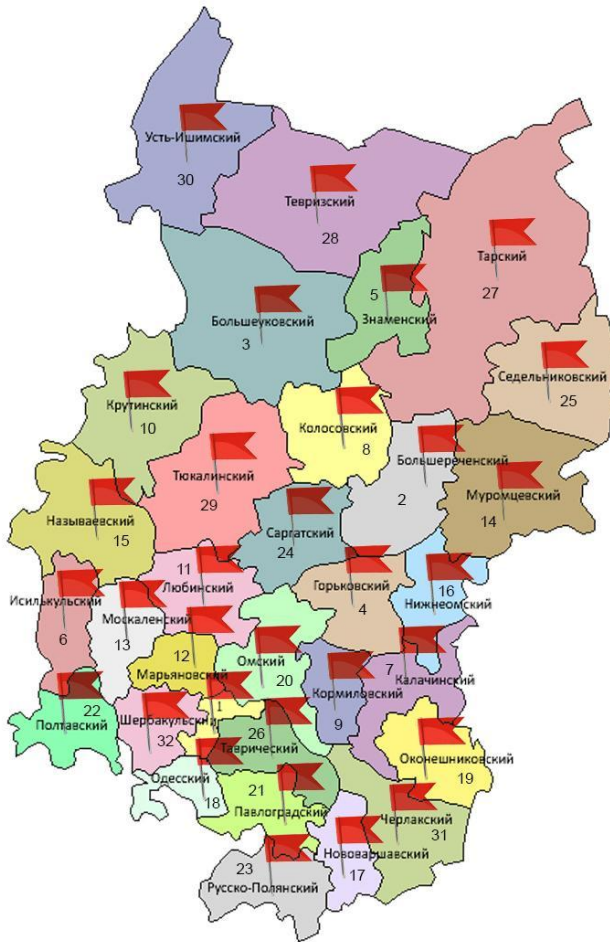 Усть-Ишимский
30
Тевризский
28
Тарский
27
5
Знаменский
Большеуковский
3
Седельниковский
25
Крутинский
10
Колосовский
8
Большереченский
2
Тюкалинский
29
Муромцевский
14
Называевский
15
Саргатский
24
11
Любинский
Горьковский
4
16
Нижнеомский
Исилькульский
6
Москаленский
13
12
Марьяновский
Омский
20
7
Калачинский
Кормиловский
9
22
Полтавский
Шербакульский
32
1
26
Таврический
Оконешниковский
19
Одесский
18
21
Павлоградский
Черлакский
31
Нововаршавский
17
23
Русско-Полянский